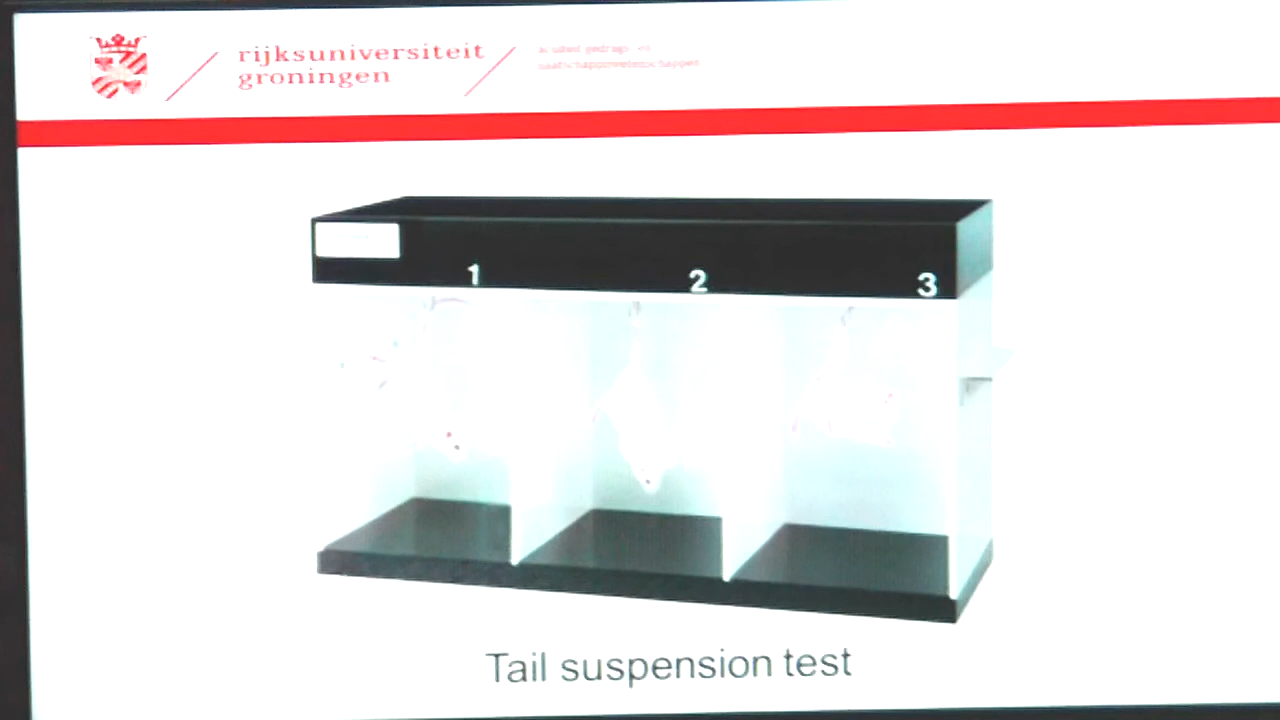 rijksuniversiteit
groningen
1
2
3
Tail suspension test